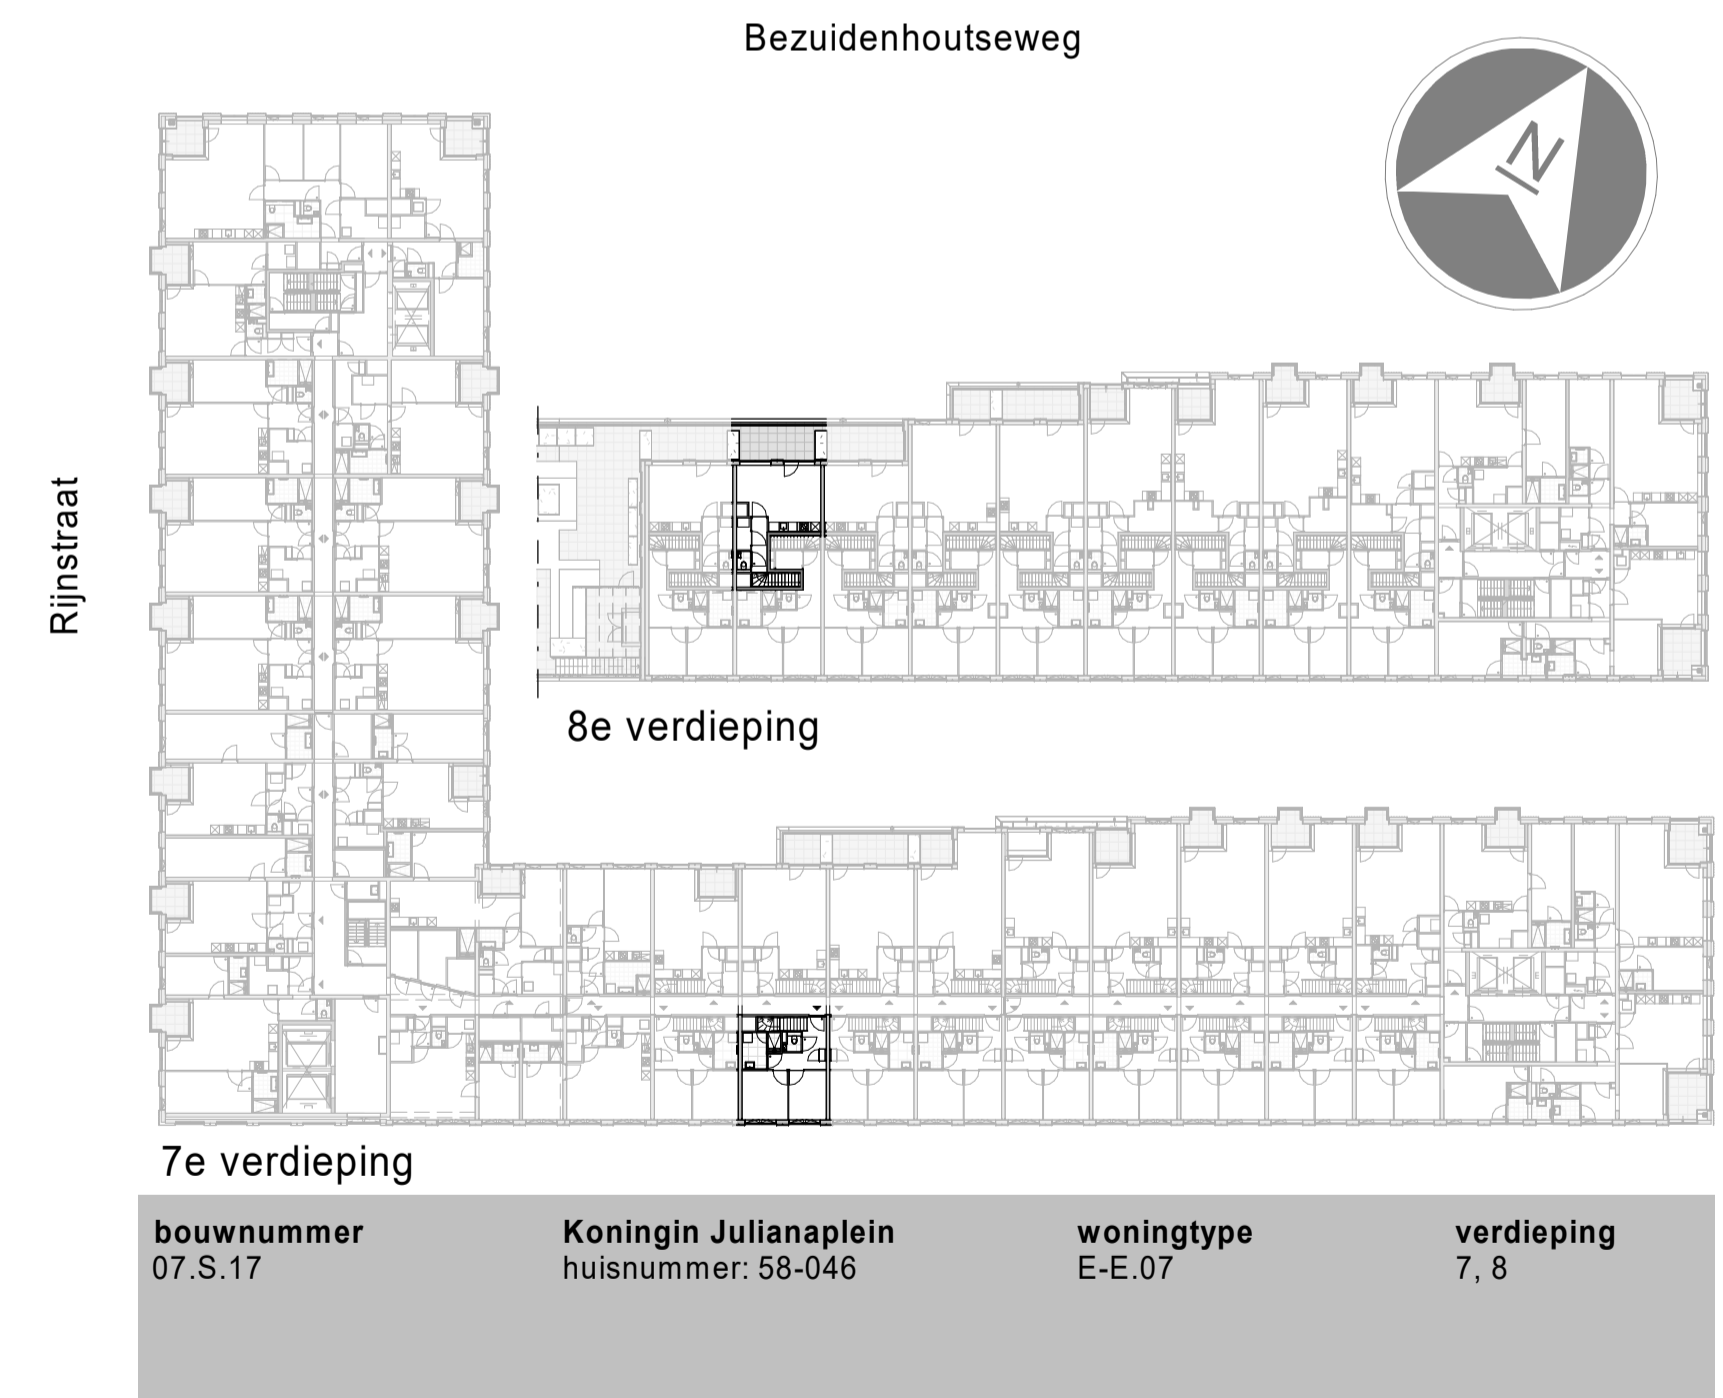 Bezuidenhoutseweg
N
Rijnstraat
8e verdieping
7e verdieping
bouwnummer Koningin Julianaplein woningtype verdieping
07.S.17 huisnummer: 58-046 E-E.07 7, 8